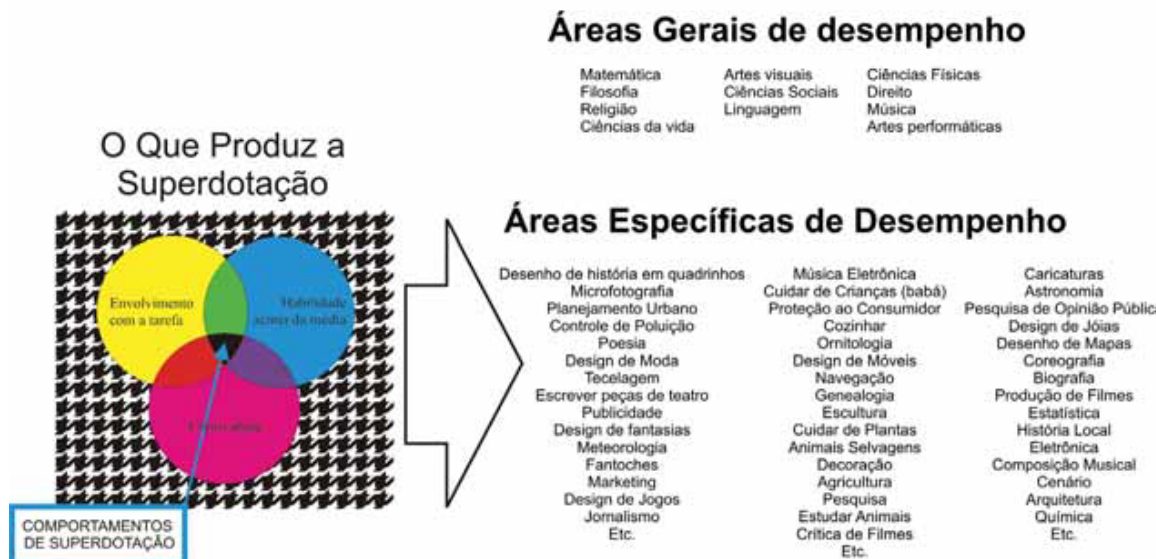 Áreas Gerais de desempenho
Matemática
Filosofia
Religião
Ciências da vida
Artes visuais
Ciências Sociais
Linguagem
Ciências Físicas
Direito
Música
Artes performáticas
O Que Produz a
Superdotação
Envolvimento
com a tarefa
Habilidade
acima da média
COMPORTAMENTOS
DE SUPERDOTAÇÃO
Áreas Específicas de Desempenho
Desenho de história em quadrinhos
Microfotografia
Planejamento Urbano
Controle de Poluição
Poesia
Design de Moda
Tecelagem
Escrever peças de teatro
Publicidade
Design de fantasias
Meteorologia
Fantoches
Marketing
Design de Jogos
Jornalismo
Etc.
Música Eletrônica
Cuidar de Crianças (babá)
Proteção ao Consumidor
Cozinhar
Ornitologia
Design de Móveis
Navegação
Genealogia
Escultura
Cuidar de Plantas
Animais Selvagens
Decoração
Agricultura
Pesquisa
Estudar Animais
Crítica de Filmes
Etc.
Caricaturas
Astronomia
Pesquisa de Opinião Públic
Design de Jóias
Desenho de Mapas
Coreografia
Biografia
Produção de Filmes
Estatística
História Local
Eletrônica
Composição Musical
Cenário
Arquitetura
Química
Etc.